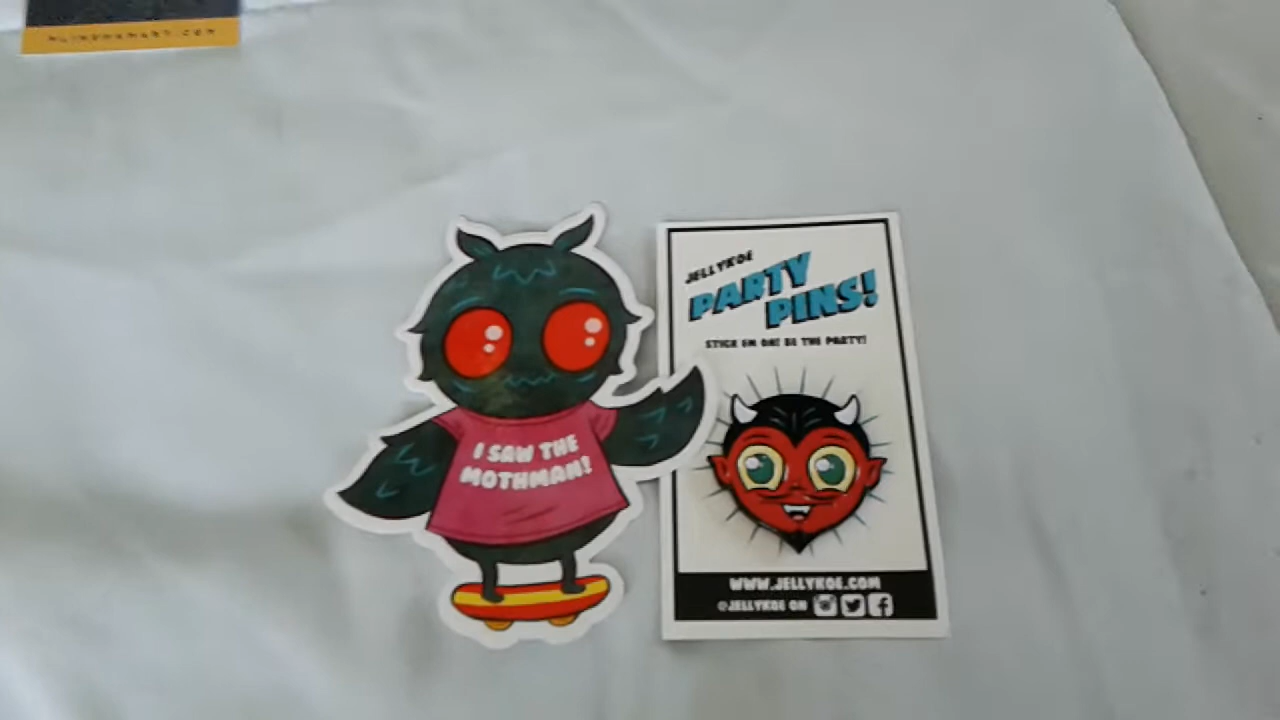 I SAW THE
MOTHMAN!
JELLYKOE
PARTY
PINS!
STICK EM ON! BE THE PARTY!
WWW.JELLYKOE.COM
@JELLYKOE ON